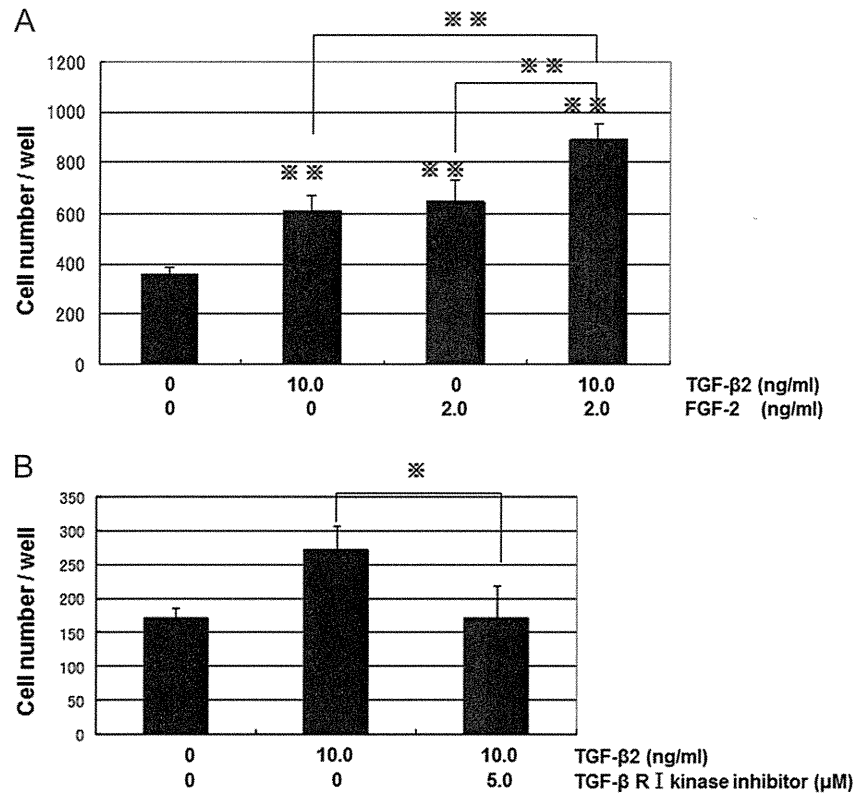 A
※※
※※
※※
※※
※※
1200
1000
800
600
400
200
0
Cell number / well
0 10.0 0 10.0 TGF-β2 (ng/ml)
0 0 2.0 2.0 FGF-2 (ng/ml)
B
※
350
300
250
200
150
100
50
0
Cell number / well
0 10.0 10.0 TGF-β2 (ng/ml)
0 0 5.0 TGF-β R Ⅰ kinase inhibitor (μM)